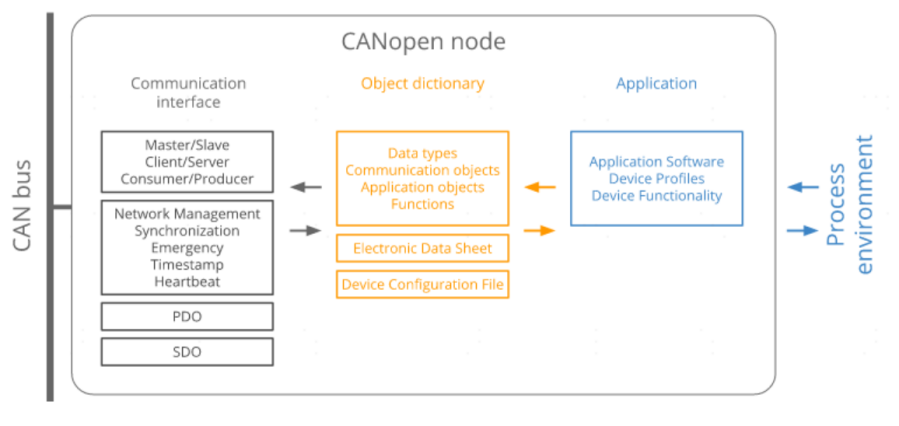 CANopen node
CAN bus
Communication
interface
Master/Slave
Client/Server
Consumer/Producer
Network Management
Synchronization
Emergency
Timestamp
Heartbeat
PDO
SDO
Object dictionary
Data types
Communication objects
Application objects
Functions
Electronic Data Sheet
Device Configuration File
Application
Application Software
Device Profiles
Device Functionality
Process
environment